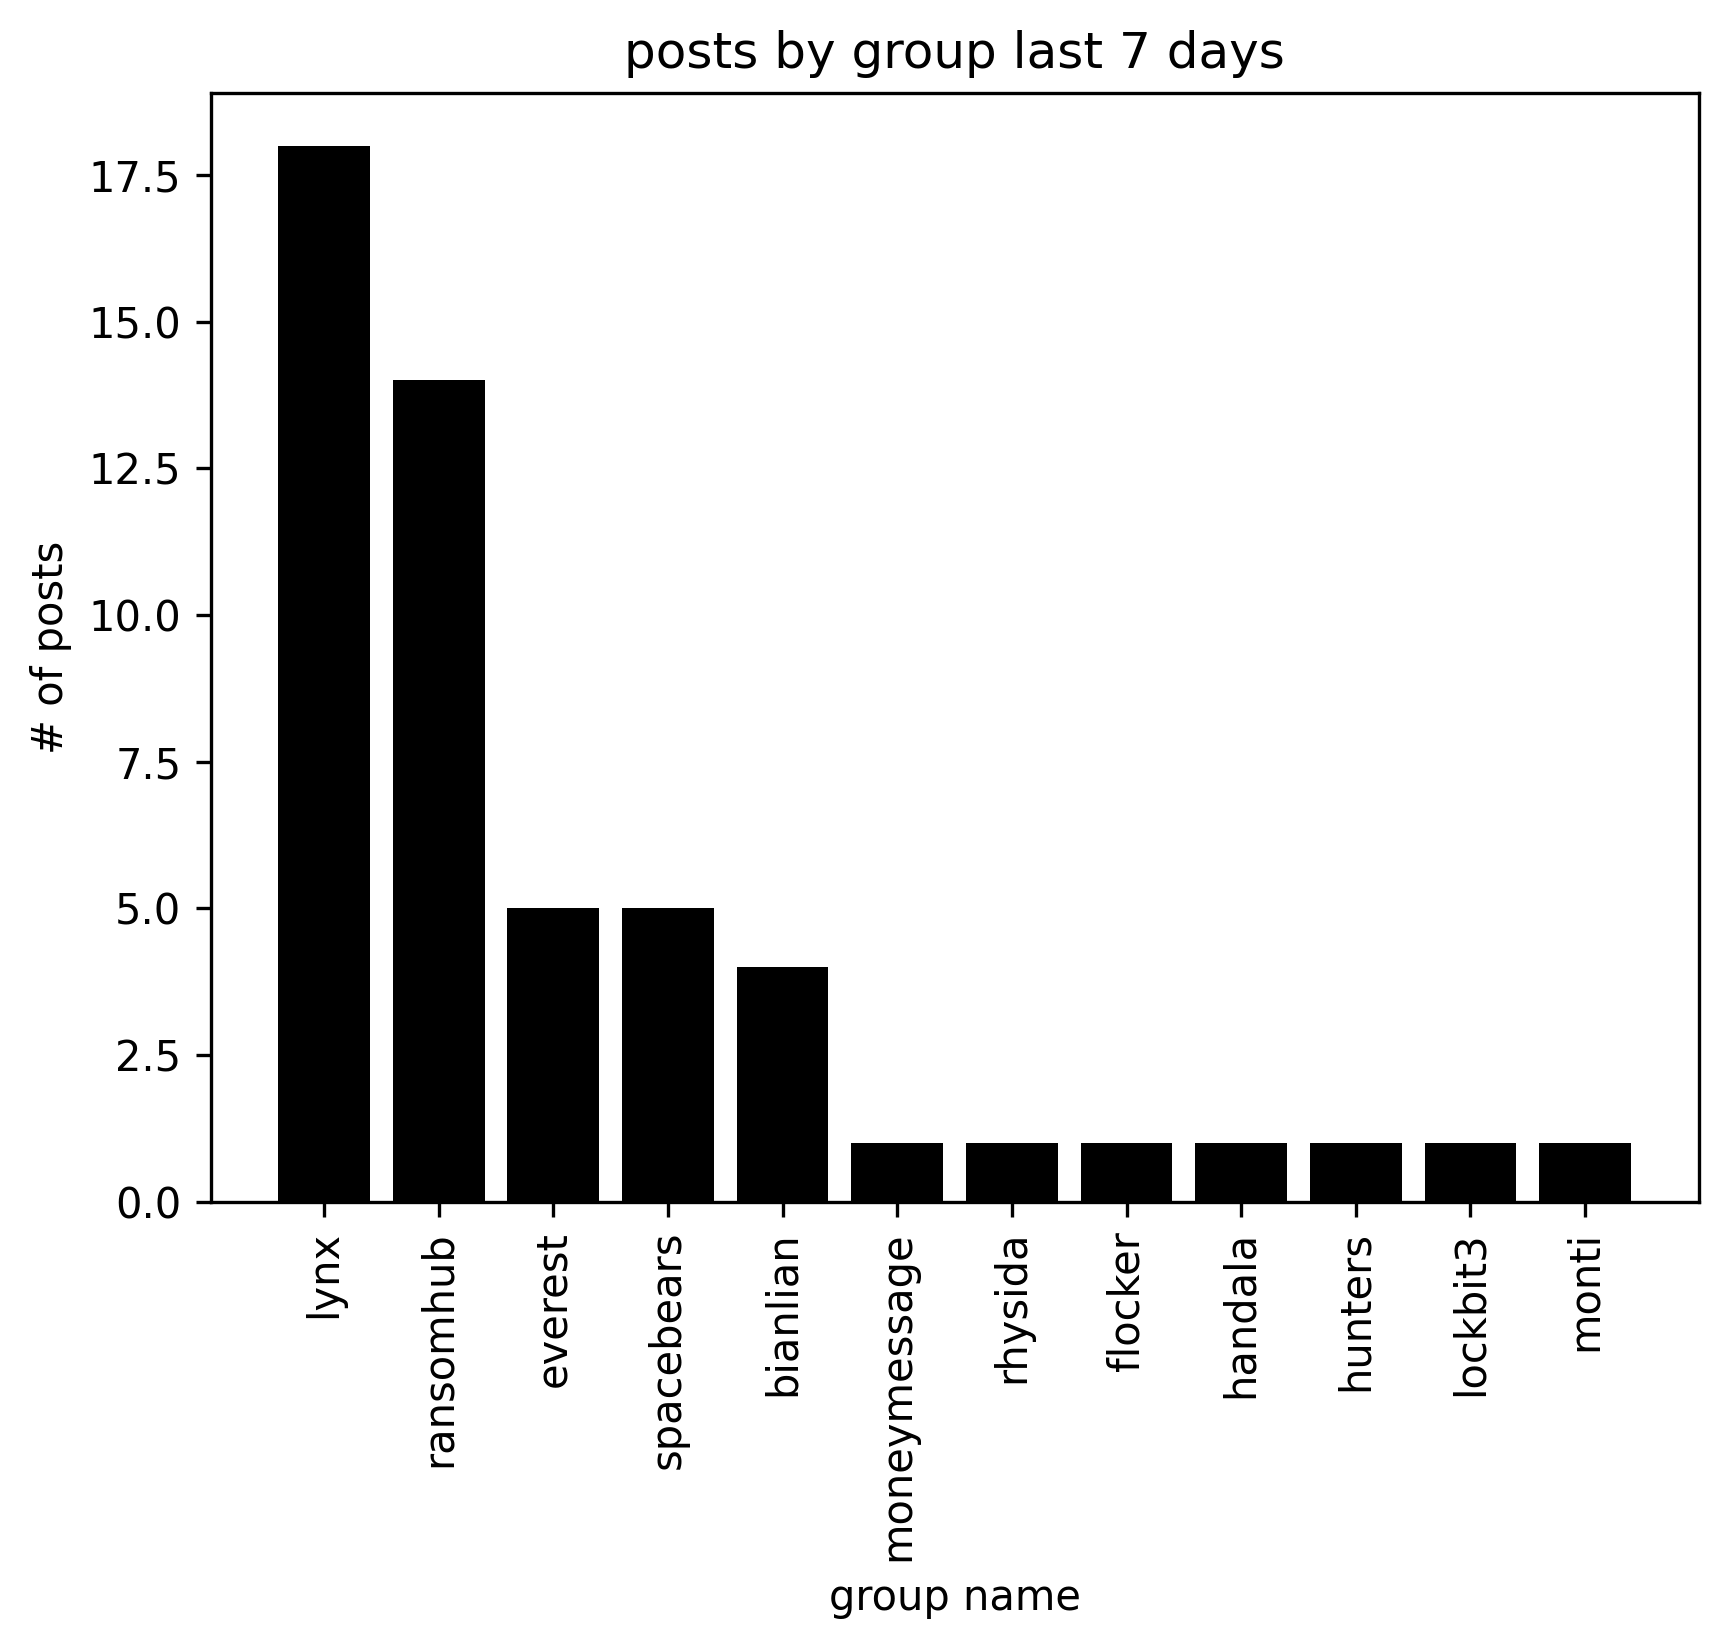 posts by group last 7 days
# of posts
17.5
15.0
12.5
10.0
7.5
5.0
2.5
0.0
lynx
ransomhub
everest
spacebears
bianlian
moneymessage
rhysida
flocker
handala
hunters
lockbit3
monti
group name